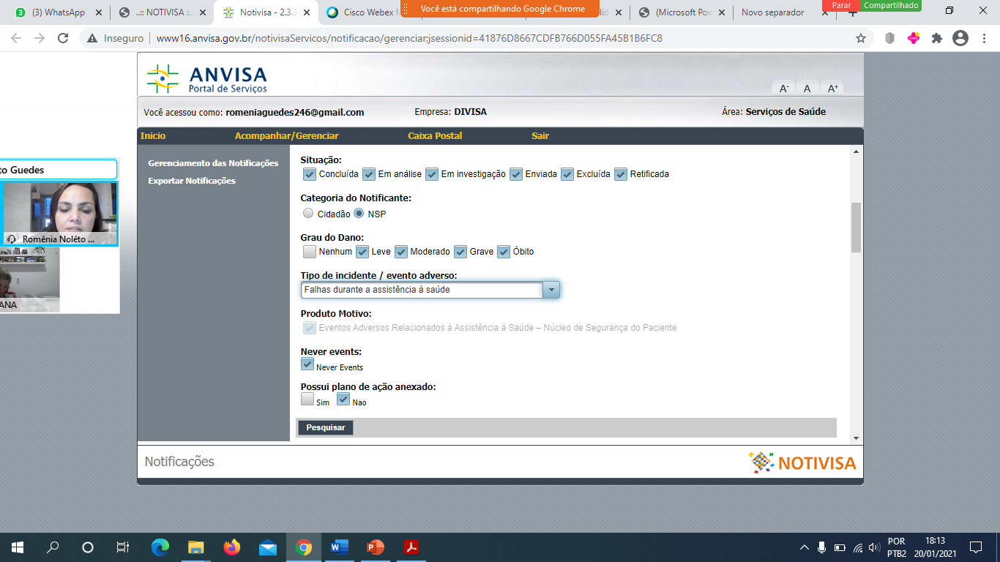 (3) WhatsApp
..:: NOTIVISA ::.
Notivisa - 2.3.3
Cisco Webex M
Você está compartilhando Google Chrome
(Microsoft Pow
Novo separador
Parar
Compartilhado
Inseguro
www16.anvisa.gov.br/notivisaServicos/notificacao/gerenciar;jsessionid=41876D8667CDFB766D055FA45B1B6FC8
ANVISA
Portal de Serviços
A- A A+
Você acessou como: romeniaguedes246@gmail.com Empresa: DIVISA Área: Serviços de Saúde
Inicio Acompanhar/Gerenciar Caixa Postal Sair
Gerenciamento das Notificações
Exportar Notificações
to Guedes
Romênia Nolêto ...
ANA
Situação:
Concluída Em análise Em investigação Enviada Excluída Retificada
Categoria do Notificante:
Cidadão NSP
Grau do Dano:
Nenhum Leve Moderado Grave Óbito
Tipo de incidente / evento adverso:
Falhas durante a assistência à saúde
Produto Motivo:
Eventos Adversos Relacionados à Assistência à Saúde – Núcleo de Segurança do Paciente
Never events:
Never Events
Possui plano de ação anexado:
Sim Nao
Pesquisar
Notificações
NOTIVISA
POR
PTB2
18:13
20/01/2021